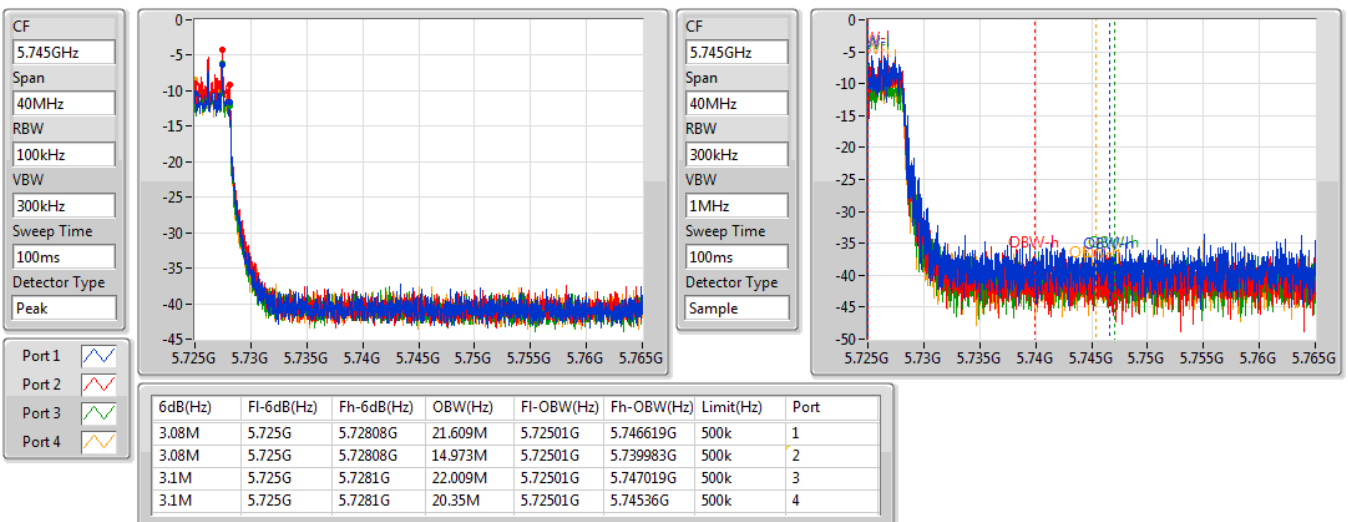 CF
5.745GHz
Span
40MHz
RBW
100kHz
VBW
300kHz
Sweep Time
100ms
Detector Type
Peak
0
-5
-10
-15
-20
-25
-30
-35
-40
-45
5.725G 5.73G 5.735G 5.74G 5.745G 5.75G 5.755G 5.76G 5.765G
CF
5.745GHz
Span
40MHz
RBW
300kHz
VBW
1MHz
Sweep Time
100ms
Detector Type
Sample
0
-5
-10
-15
-20
-25
-30
-35
-40
-45
-50
OBW-h
5.725G 5.73G 5.735G 5.74G 5.745G 5.75G 5.755G 5.76G 5.765G
Port 1
Port 2
Port 3
Port 4
6dB(Hz) Fl-6dB(Hz) Fh-6dB(Hz) OBW(Hz) Fl-OBW(Hz) Fh-OBW(Hz) Limit(Hz) Port
3.08M 5.725G 5.72808G 21.609M 5.72501G 5.746619G 500k 1
3.08M 5.725G 5.72808G 14.973M 5.72501G 5.739983G 500k 2
3.1M 5.725G 5.7281G 22.009M 5.72501G 5.747019G 500k 3
3.1M 5.725G 5.7281G 20.35M 5.72501G 5.74536G 500k 4